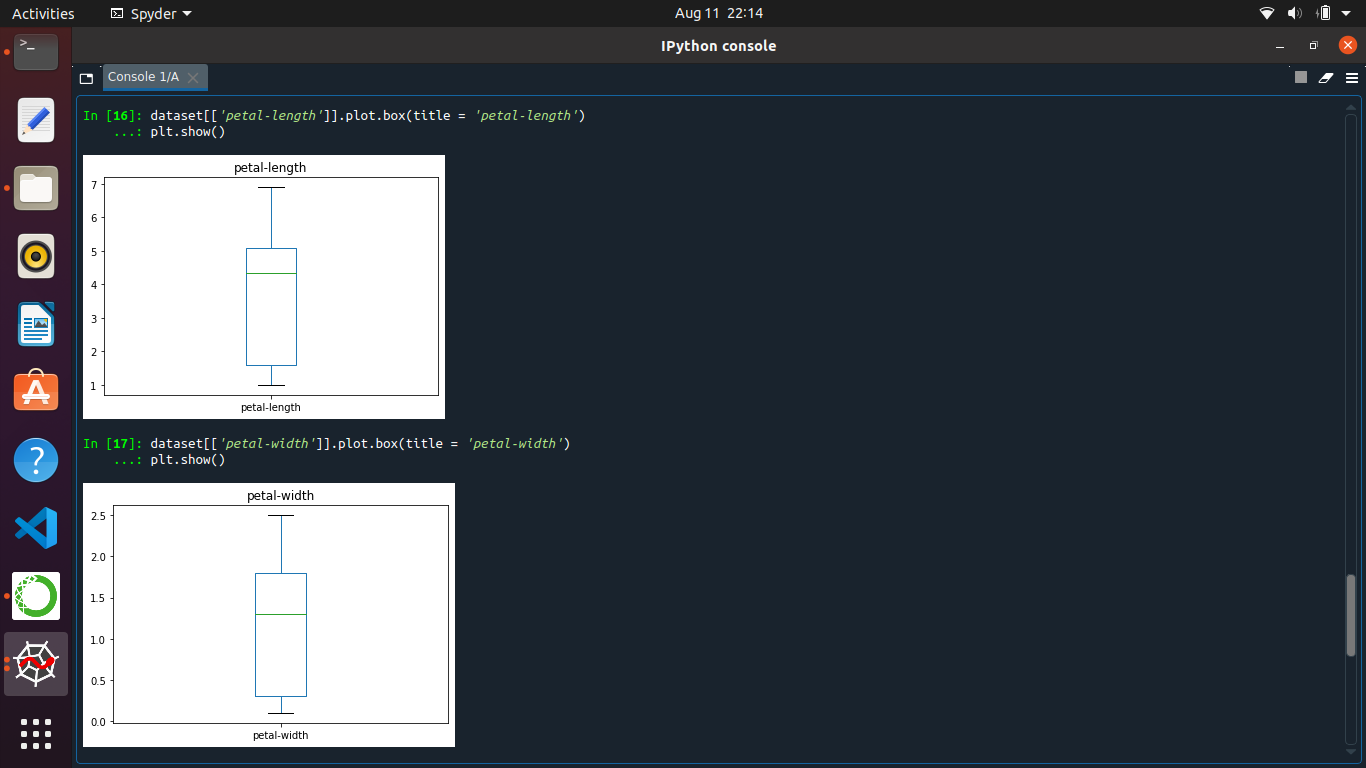 Activities
Spyder
Aug 11 22:14
IPython console
Console 1/A
In [16]: dataset[['petal-length']].plot.box(title = 'petal-length')
...: plt.show()
petal-length
7
6
5
4
3
2
1
petal-length
In [17]: dataset[['petal-width']].plot.box(title = 'petal-width')
...: plt.show()
petal-width
2.5
2.0
1.5
1.0
0.5
0.0
petal-width